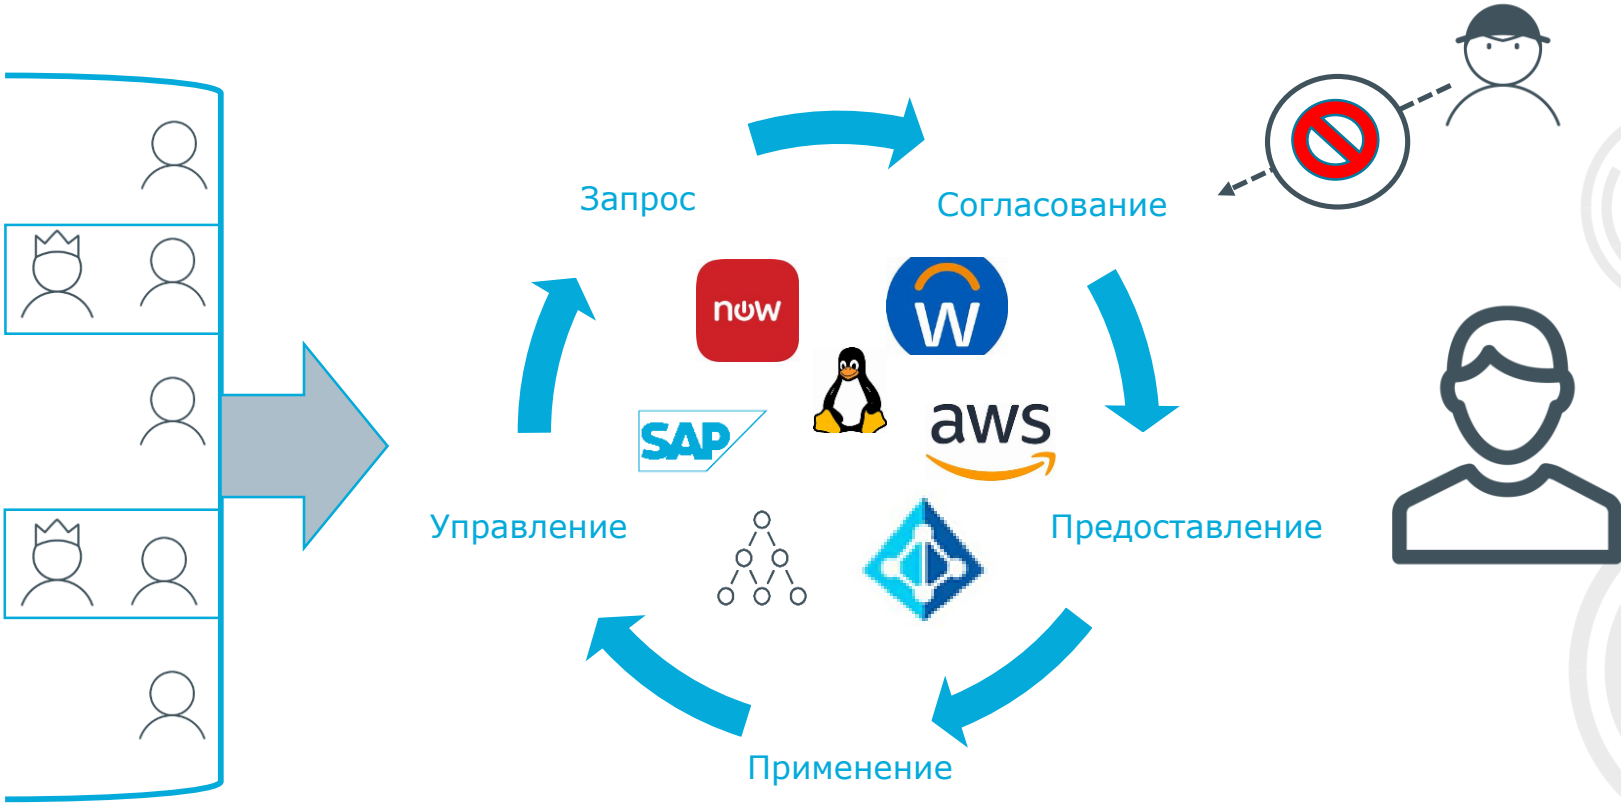 Запрос
Согласование
now
W
SAP
aws
Управление
Предоставление
Применение